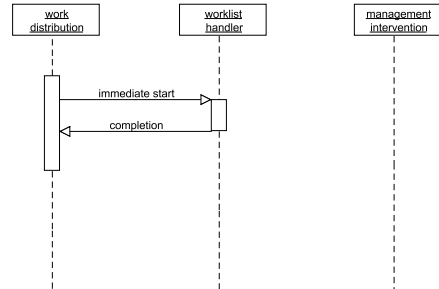 work
distribution
worklist
handler
management
intervention
immediate start
completion